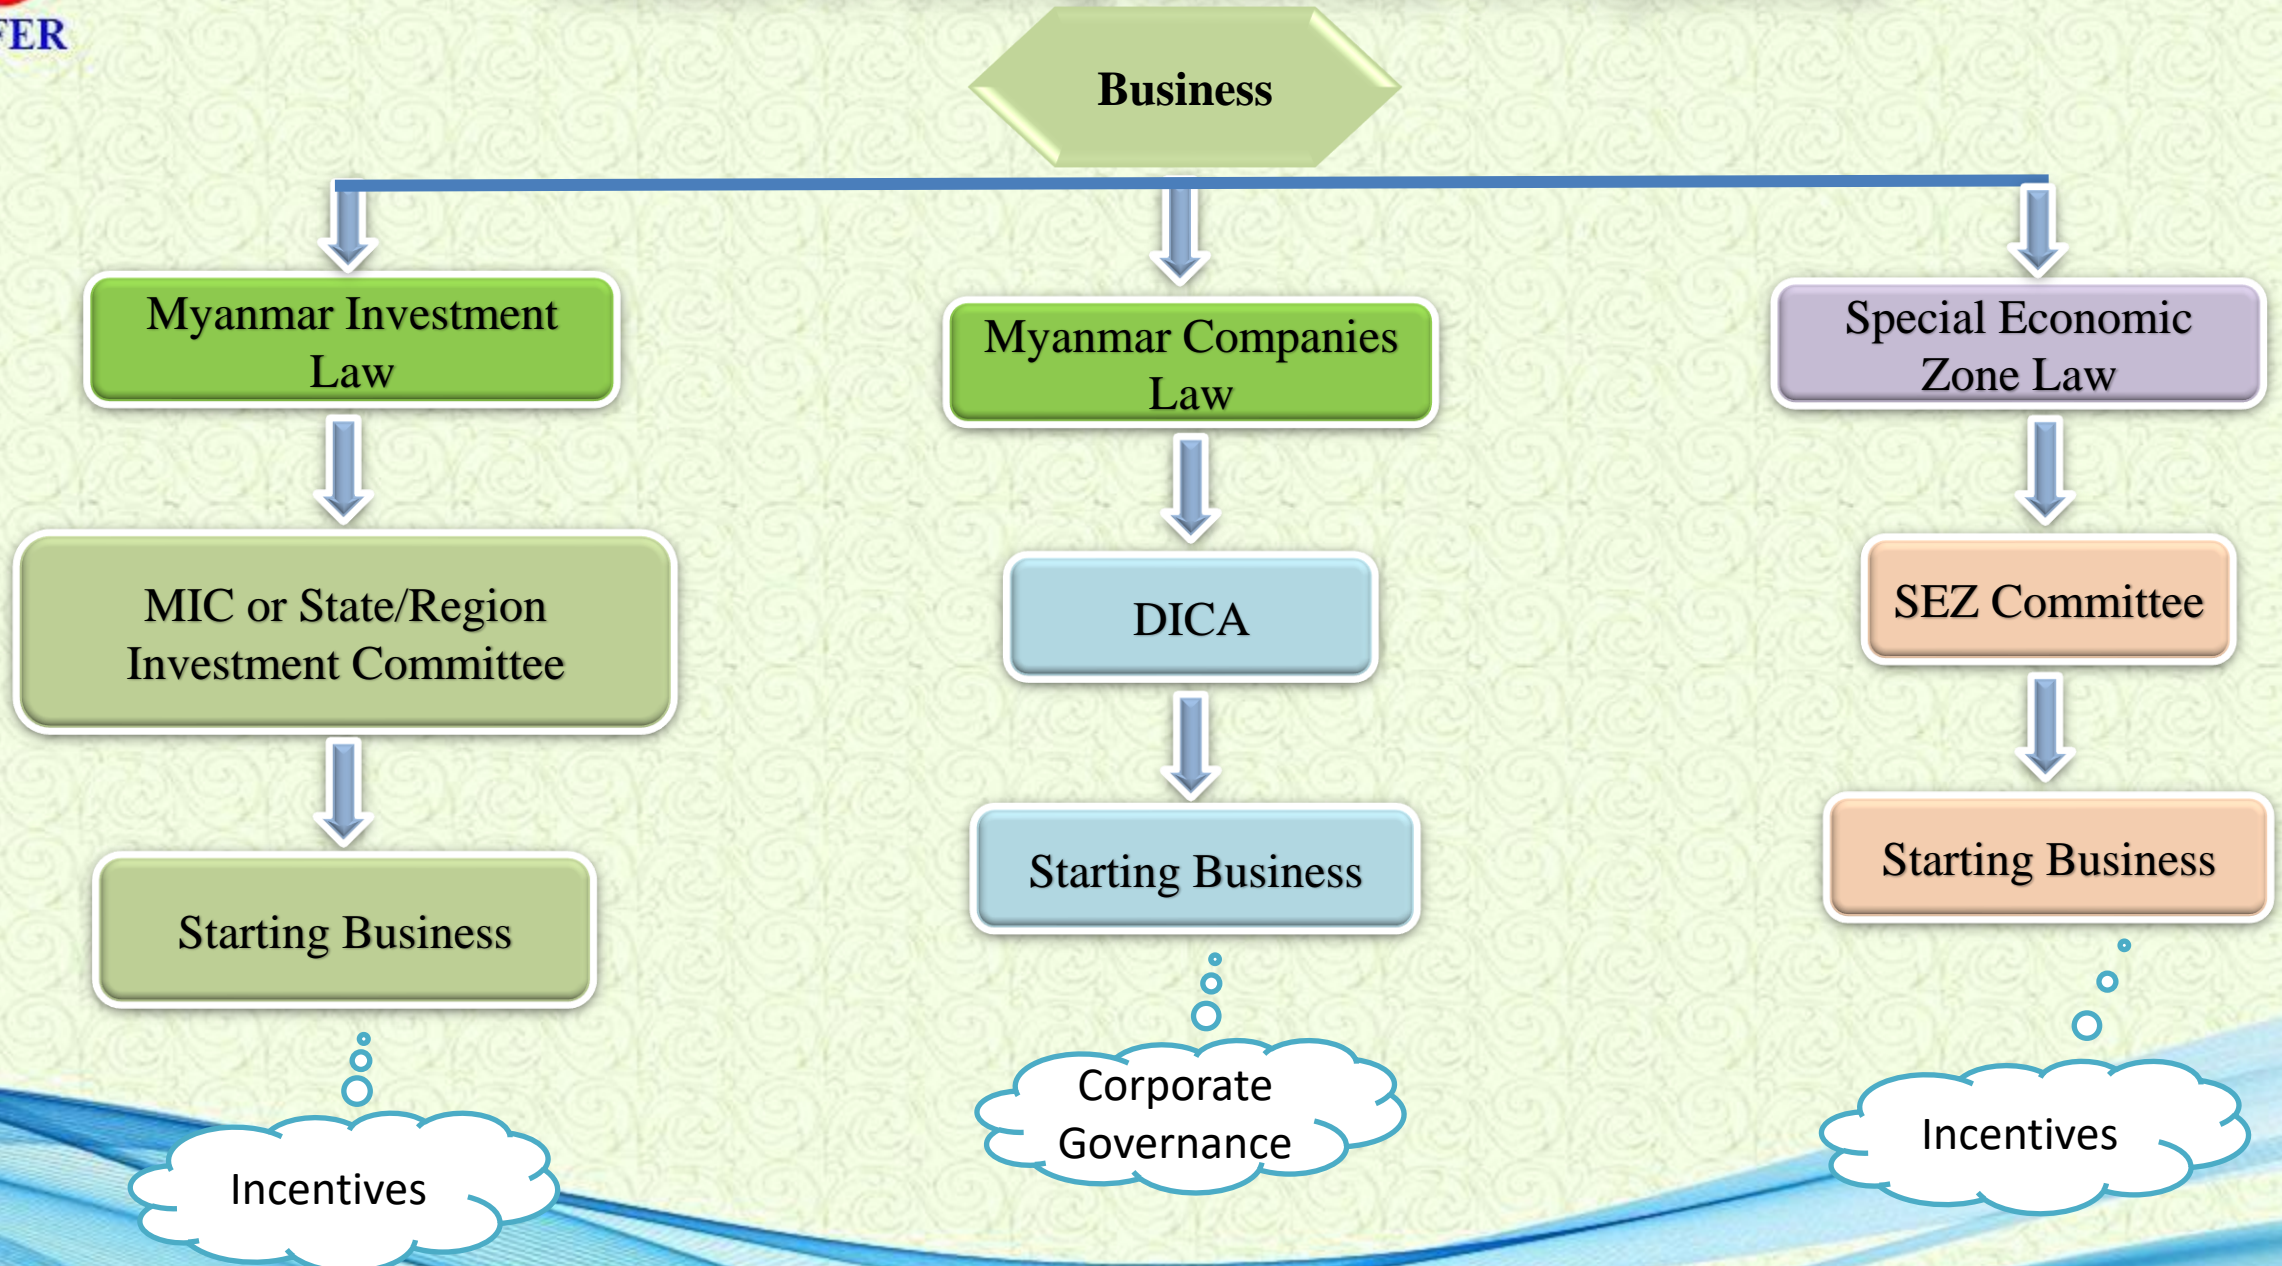 Business
Myanmar Investment
Law
Myanmar Companies
Law
Special Economic
Zone Law
MIC or State/Region
Investment Committee
DICA
SEZ Committee
Starting Business
Starting Business
Starting Business
Incentives
Corporate
Governance
Incentives